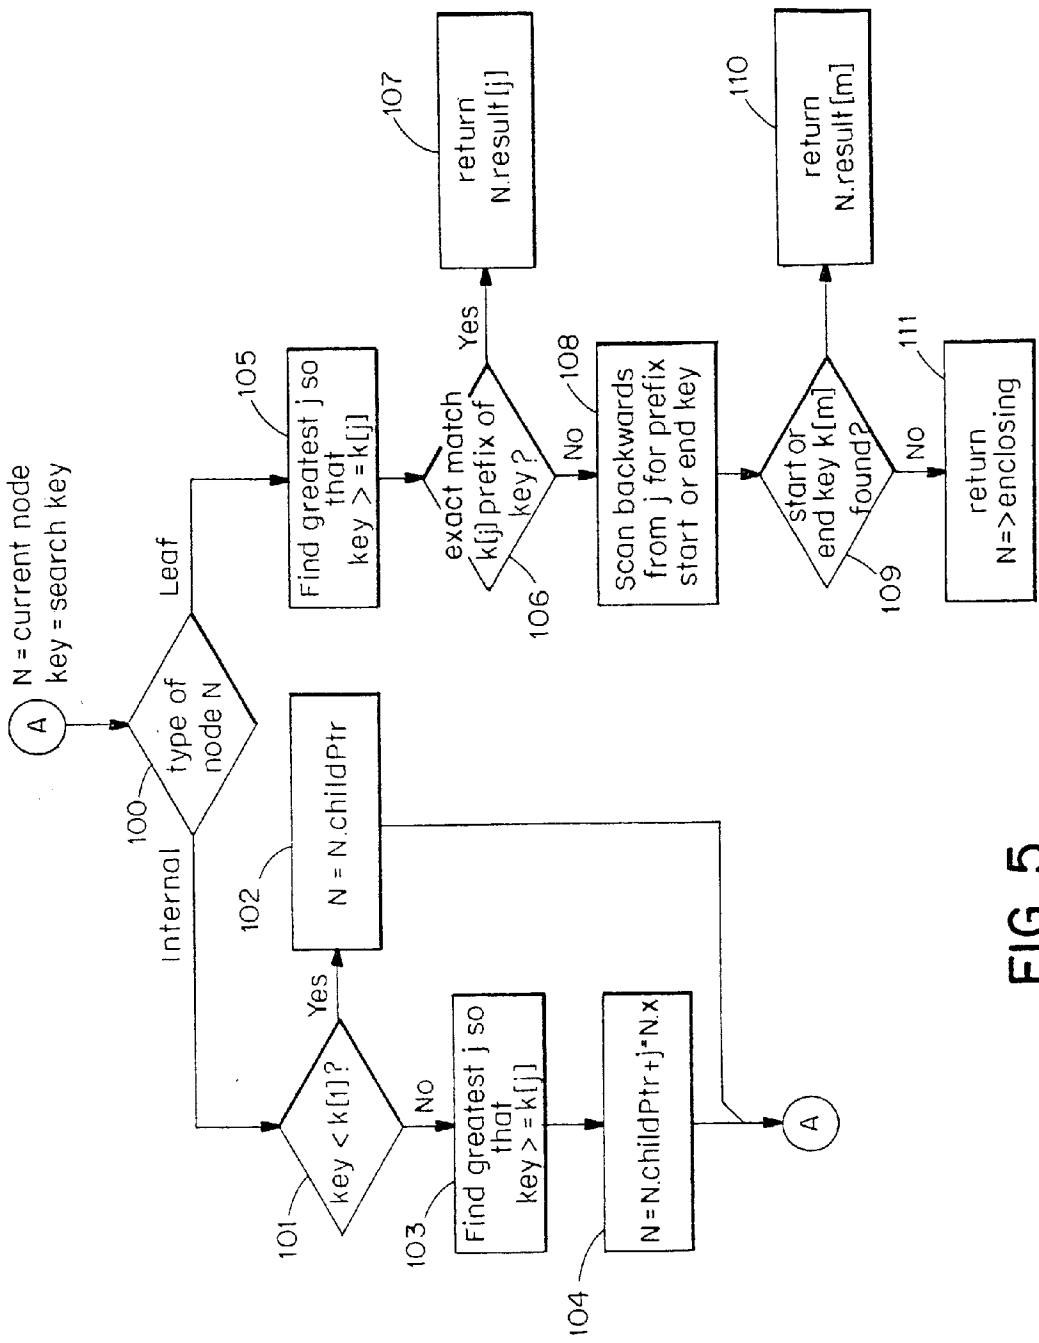 A
N = current node
key = search key
100
type of
node N
Internal
Leaf
101
key < k[1]?
Yes
102
N = N.childPtr
No
103
Find greatest j so
that
key > = k[j]
104
N = N.childPtr + j*N.x
A
105
Find greatest j so
that
key > = k[j]
106
exact match
k[j] prefix of
key?
Yes
107
return
N.result[j]
No
108
Scan backwards
from j for prefix
start or end key
109
start or
end key k[m]
found?
110
return
N.result[m]
No
111
return
N=>enclosing
FIG. 5